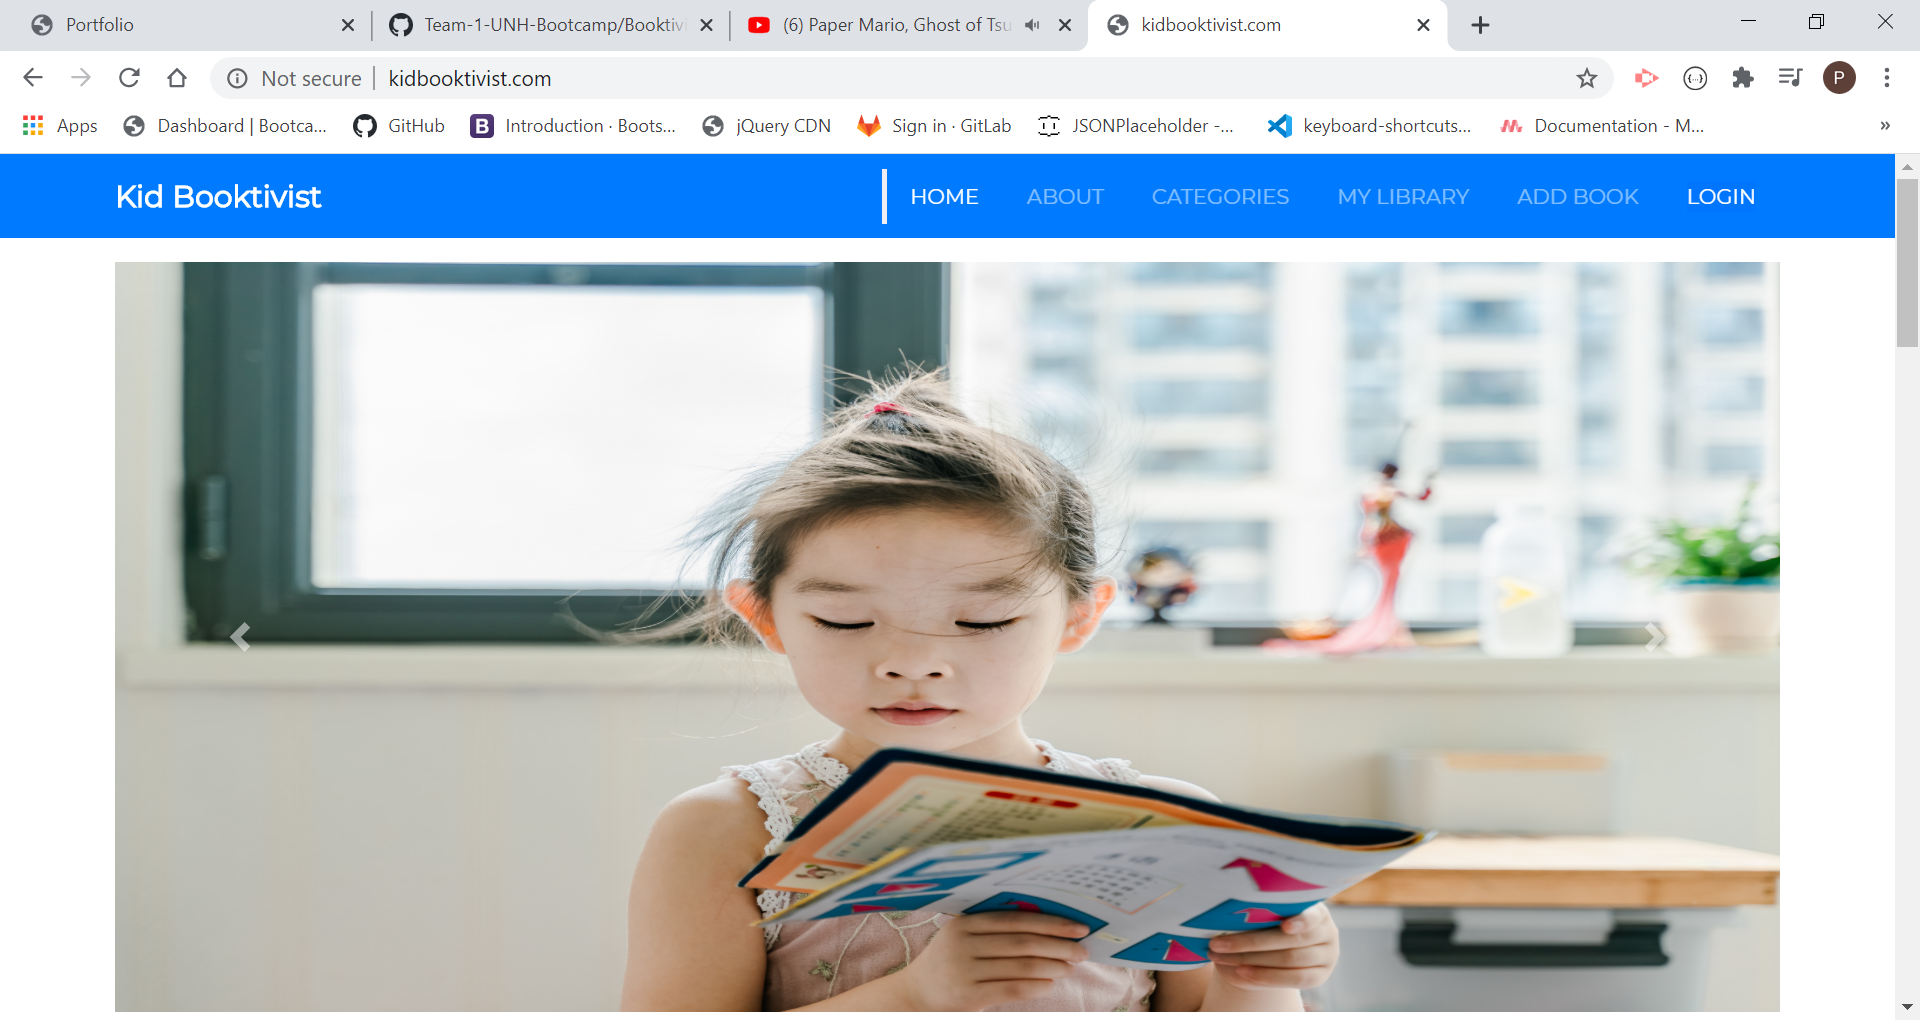 Portfolio
Team-1-UNH-Bootcamp/Booktivi
(6) Paper Mario, Ghost of Tsu
kidbooktivist.com
Not secure
kidbooktivist.com
P
Apps
Dashboard | Bootca...
GitHub
B
Introduction · Boots...
jQuery CDN
Sign in · GitLab
JSONPlaceholder -...
keyboard-shortcuts...
Documentation - M...
»
Kid Booktivist
HOME
ABOUT
CATEGORIES
MY LIBRARY
ADD BOOK
LOGIN